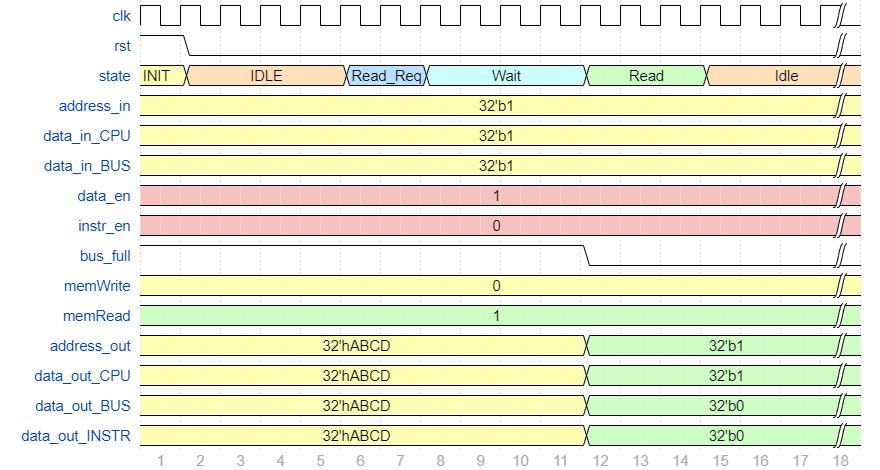 clk
rst
state INIT IDLE Read_Req Wait Read Idle
address_in 32'b1
data_in_CPU 32'b1
data_in_BUS 32'b1
data_en 1
instr_en 0
bus_full
memWrite 0
memRead 1
address_out 32'hABCD 32'b1
data_out_CPU 32'hABCD 32'b1
data_out_BUS 32'hABCD 32'b0
data_out_INSTR 32'hABCD 32'b0
1 2 3 4 5 6 7 8 9 10 11 12 13 14 15 16 17 18